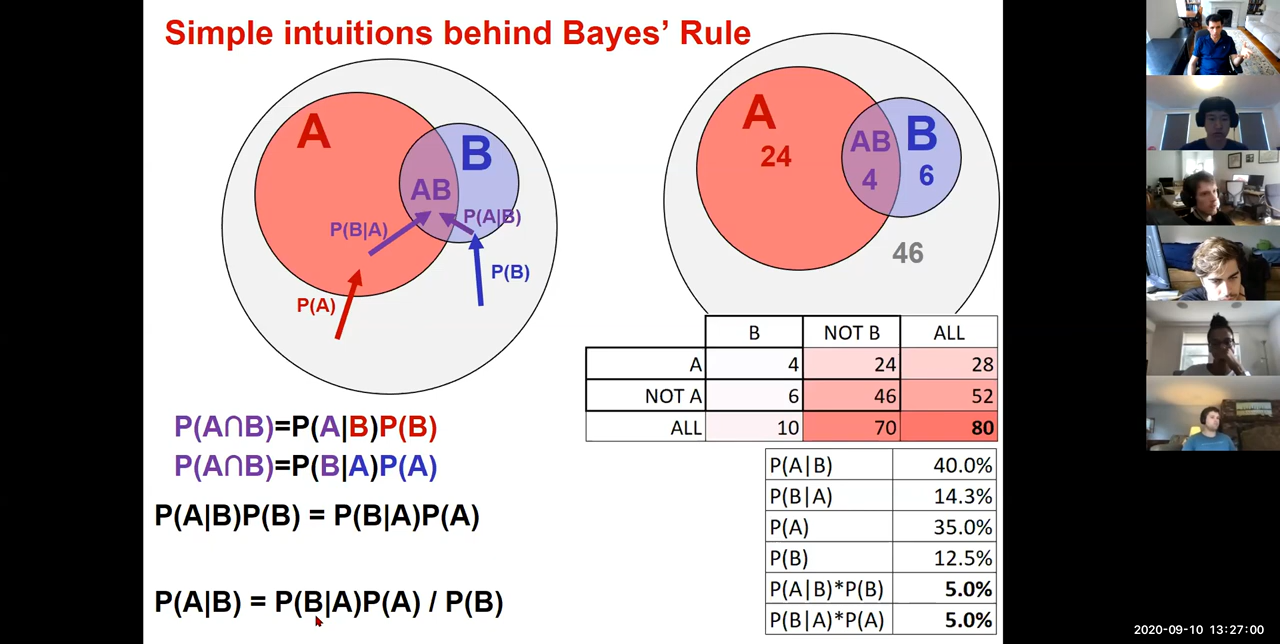 Simple intuitions behind Bayes' Rule
A
B
AB
P(B|A)
P(A|B)
P(A)
P(B)
A
24
AB
4
B
6
46
B NOT B ALL
A 4 24 28
NOT A 6 46 52
ALL 10 70 80
P(A∩B)=P(A|B)P(B)
P(A∩B)=P(B|A)P(A)
P(A|B)P(B) = P(B|A)P(A)
P(A|B) = P(B|A)P(A) / P(B)
P(A|B) 40.0%
P(B|A) 14.3%
P(A) 35.0%
P(B) 12.5%
P(A|B)*P(B) 5.0%
P(B|A)*P(A) 5.0%
2020-09-10 13:27:00